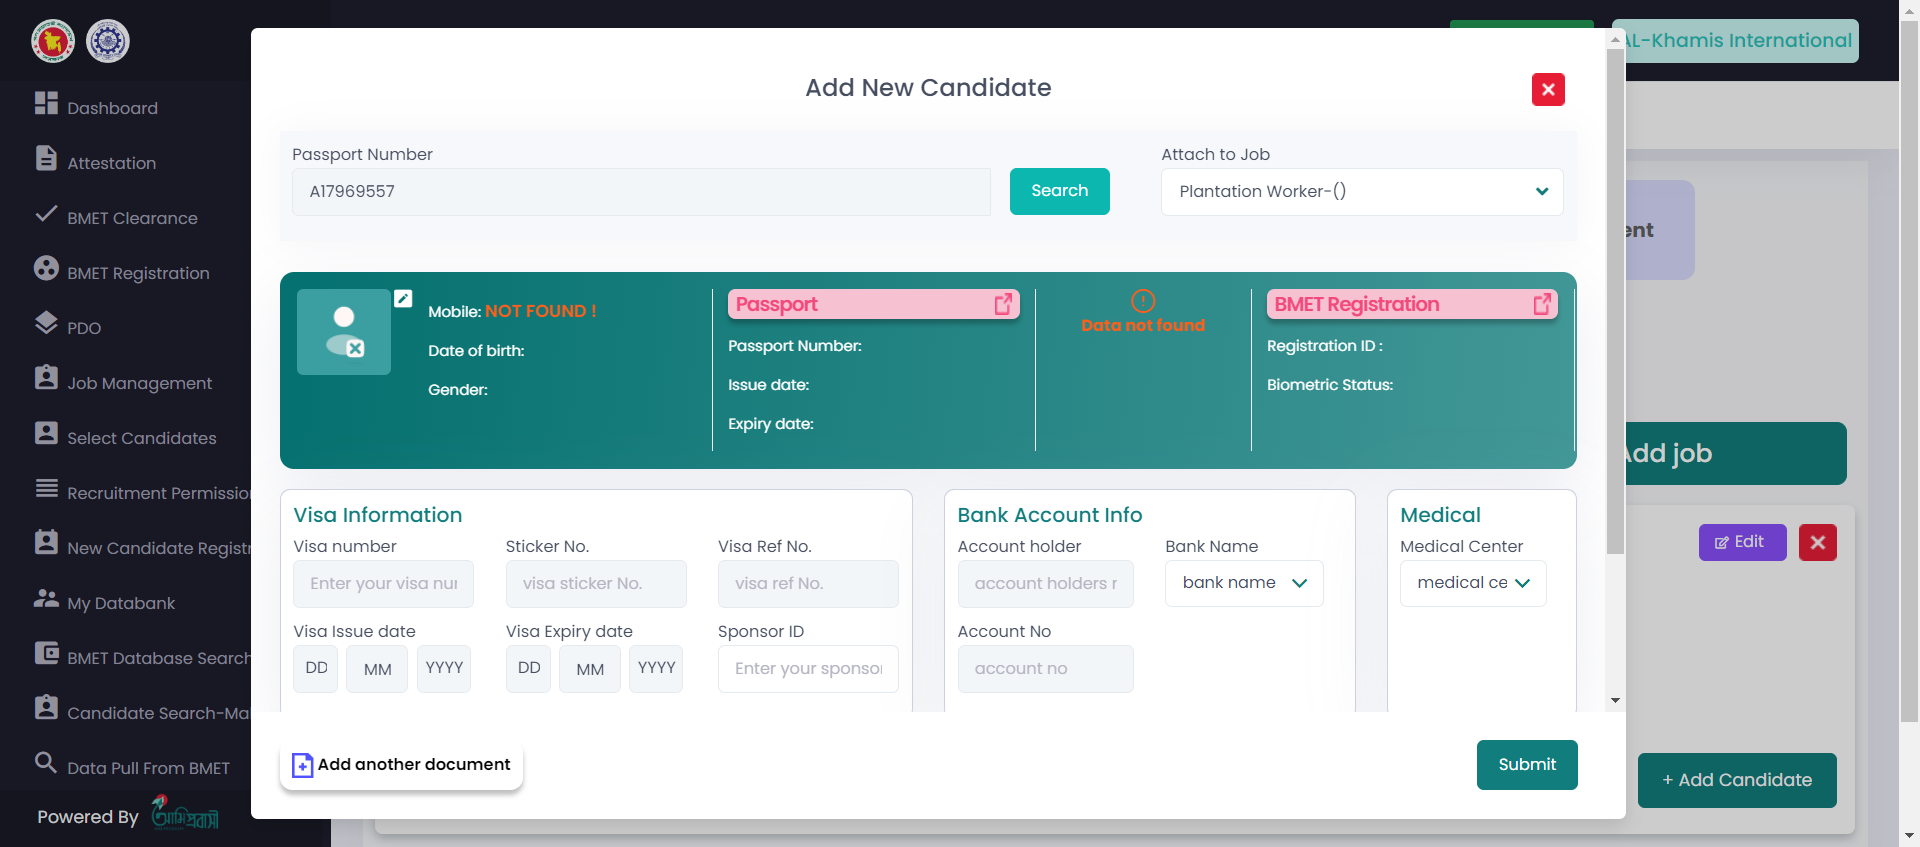 AL-Khamis International
Dashboard
Attestation
BMET Clearance
BMET Registration
PDO
Job Management
Select Candidates
Recruitment Permission
New Candidate Registr
My Databank
BMET Database Search
Candidate Search-Mal
Data Pull From BMET
Powered By আমি প্রবাসী
Add New Candidate
Passport Number
A17969557
Search
Attach to Job
Plantation Worker-()
Mobile: NOT FOUND !
Date of birth:
Gender:
Passport
Passport Number:
Issue date:
Expiry date:
Data not found
BMET Registration
Registration ID :
Biometric Status:
Visa Information
Visa number
Enter your visa nur
Sticker No.
visa sticker No.
Visa Ref No.
visa ref No.
Visa Issue date
DD MM YYYY
Visa Expiry date
DD MM YYYY
Sponsor ID
Enter your sponsor
Bank Account Info
Account holder
account holders r
Bank Name
bank name
Account No
account no
Medical
Medical Center
medical ce
Add another document
Submit
ent
Add job
Edit
+ Add Candidate